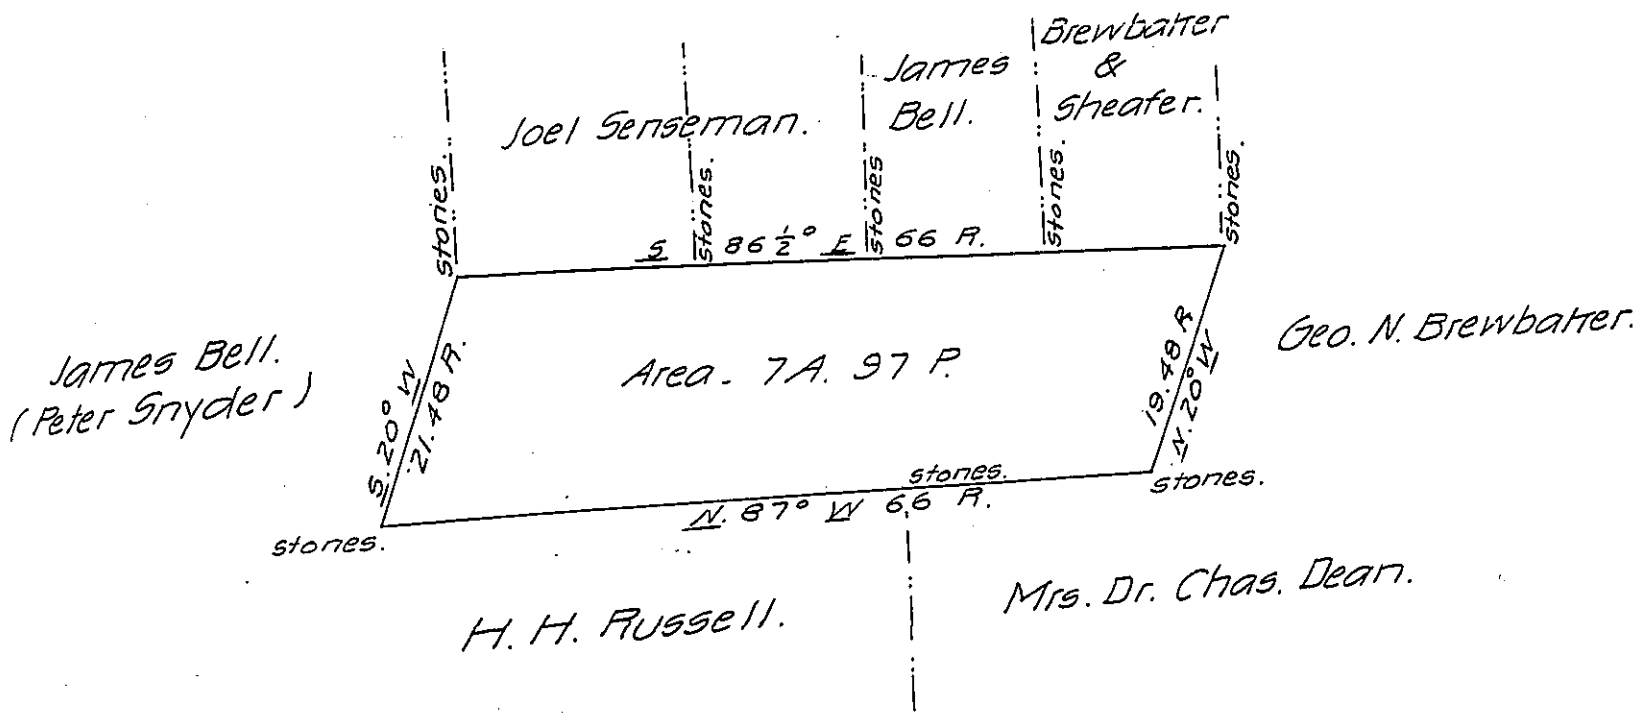 Brewbaker
&
Sheafer.
James
Bell.
Joel Senseman.
stones.
stones.
stones
stones.
stones.
S 86½° E 66 R.
James Bell.
(Peter Snyder)
S. 20° W
21.48 R.
Area - 7A. 97 P.
19.48 R
N. 20° W
Geo. N. Brewbaker.
stones.
stones.
stones.
N. 87° W 66 R.
H. H. Russell.
Mrs. Dr. Chas. Dean.